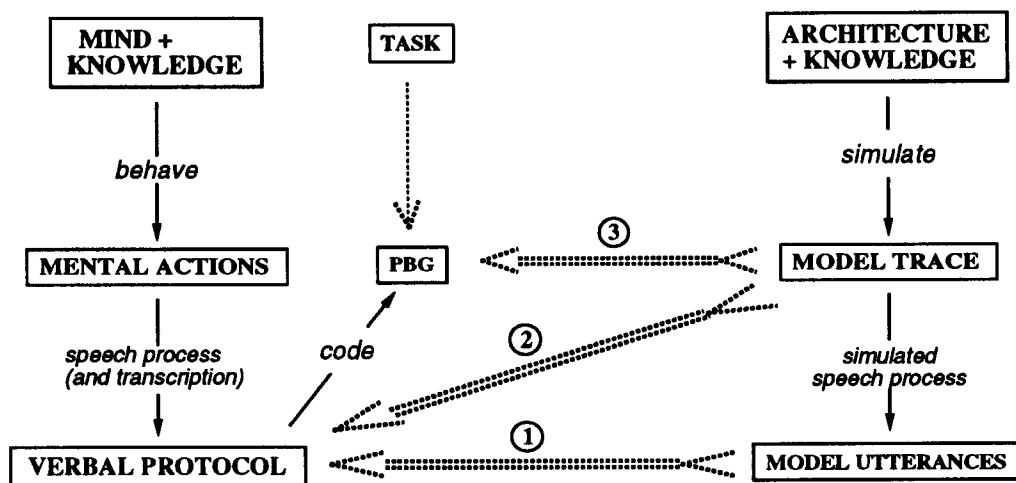 MIND +
KNOWLEDGE
TASK
ARCHITECTURE
+ KNOWLEDGE
behave
simulate
3
MENTAL ACTIONS
PBG
MODEL TRACE
2
speech process
(and transcription)
code
simulated
speech process
1
VERBAL PROTOCOL
MODEL UTTERANCES